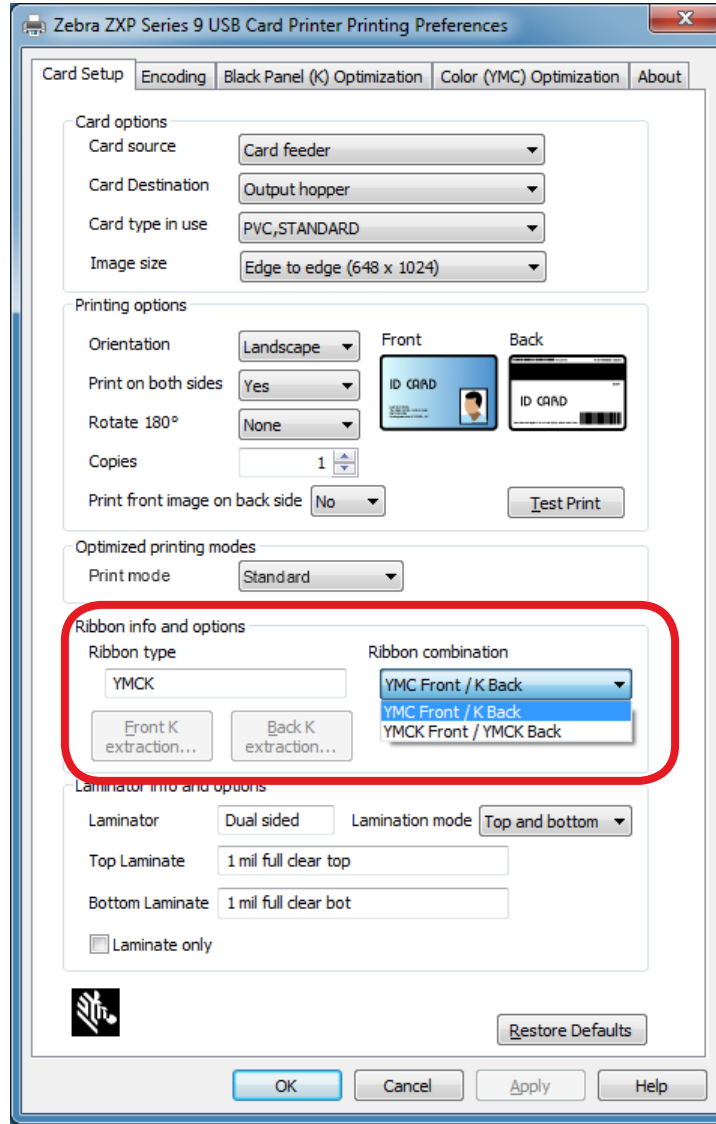 Zebra ZXP Series 9 USB Card Printer Printing Preferences
Card Setup Encoding Black Panel (K) Optimization Color (YMC) Optimization About
Card options
Card source Card feeder
Card Destination Output hopper
Card type in use PVC,STANDARD
Image size Edge to edge (648 x 1024)
Printing options
Orientation Landscape Front Back
Print on both sides Yes
ID CARD ID CARD
Rotate 180° None
Copies 1
Print front image on back side No Test Print
Optimized printing modes
Print mode Standard
Ribbon info and options
Ribbon type Ribbon combination
YMCK YMC Front / K Back
YMC Front / K Back
YMCK Front / YMCK Back
Front K extraction... Back K extraction...
Laminator info and options
Laminator Dual sided Lamination mode Top and bottom
Top Laminate 1 mil full clear top
Bottom Laminate 1 mil full clear bot
Laminate only
Restore Defaults
OK Cancel Apply Help